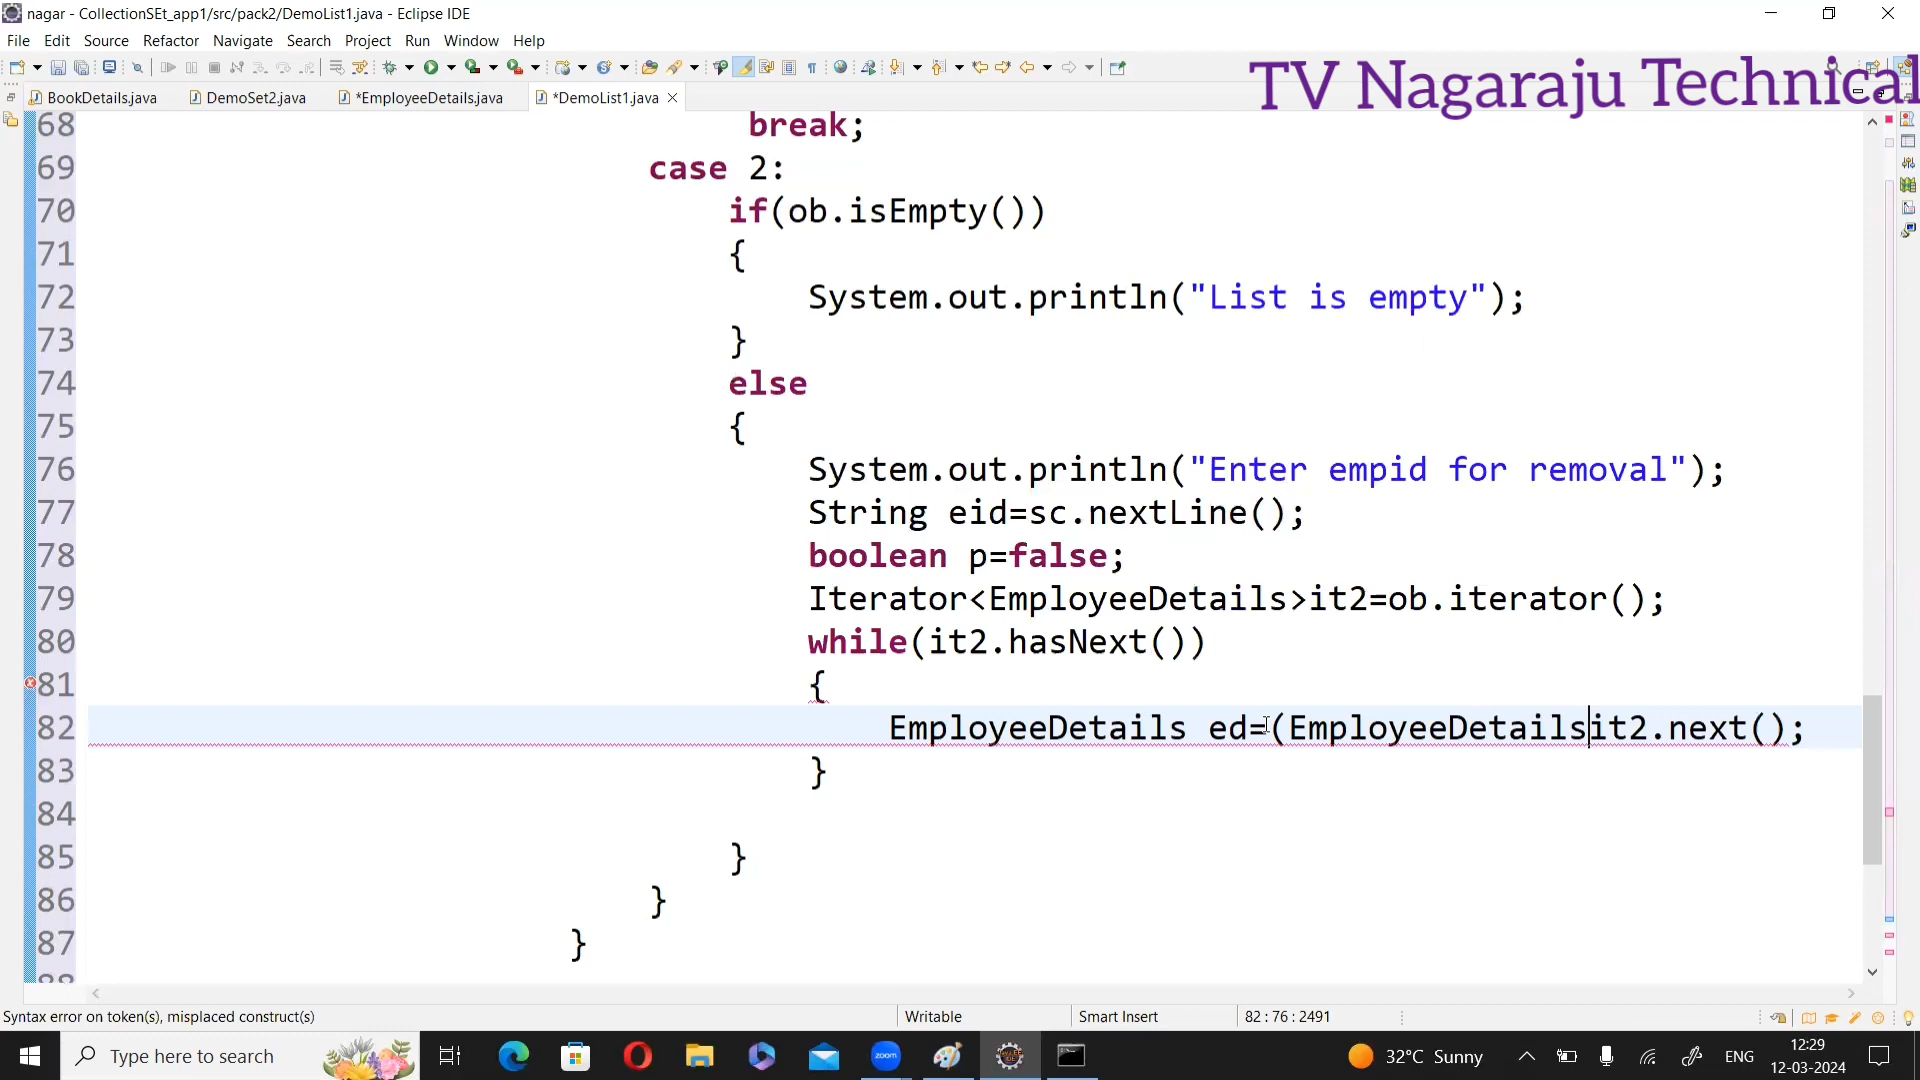 nagar - CollectionSEt_app1/src/pack2/DemoList1.java - Eclipse IDE
File Edit Source Refactor Navigate Search Project Run Window Help
TV Nagaraju Technical
BookDetails.java DemoSet2.java *EmployeeDetails.java *DemoList1.java
68 break;
69 case 2:
70 if(ob.isEmpty())
71 {
72 System.out.println("List is empty");
73 }
74 else
75 {
76 System.out.println("Enter empid for removal");
77 String eid=sc.nextLine();
78 boolean p=false;
79 Iterator<EmployeeDetails>it2=ob.iterator();
80 while(it2.hasNext())
81 {
82 EmployeeDetails ed=(EmployeeDetailsit2.next();
83 }
84
85 }
86 }
87 }
88
Syntax error on token(s), misplaced construct(s) Writable Smart Insert 82 : 76 : 2491
Type here to search zoom 32°C Sunny ENG 12:29
12-03-2024